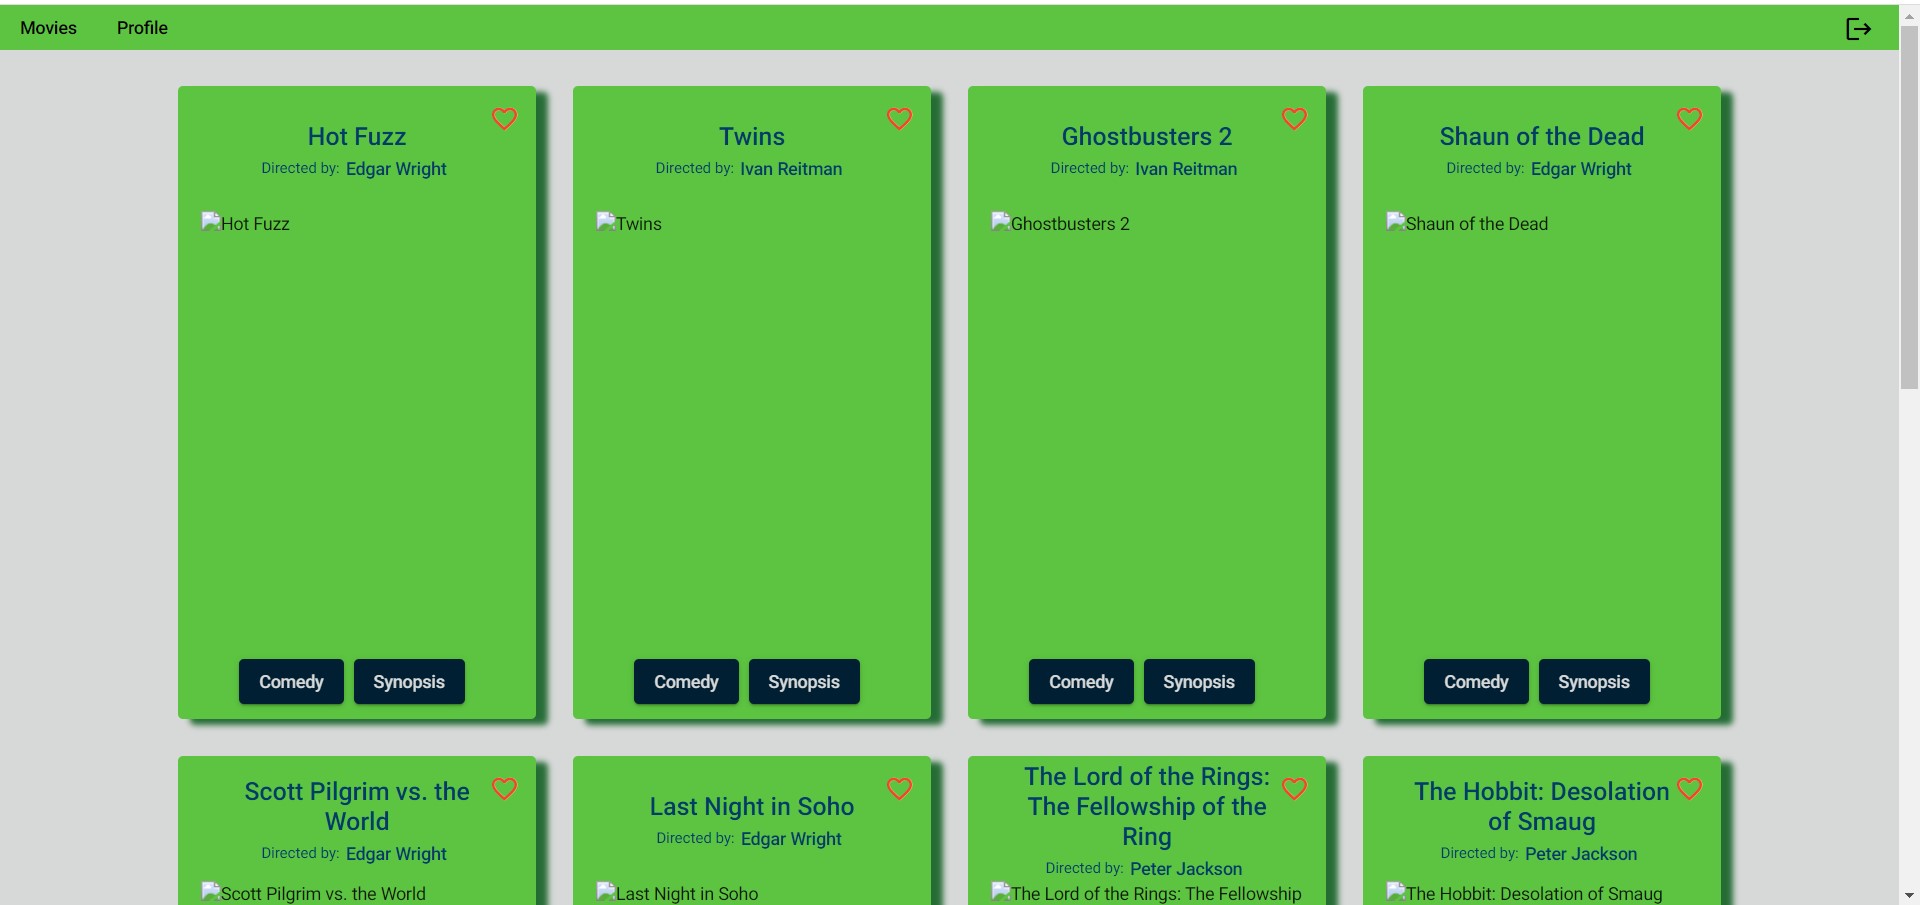 Movies Profile
Hot Fuzz
Directed by: Edgar Wright
Hot Fuzz
Comedy Synopsis
Twins
Directed by: Ivan Reitman
Twins
Comedy Synopsis
Ghostbusters 2
Directed by: Ivan Reitman
Ghostbusters 2
Comedy Synopsis
Shaun of the Dead
Directed by: Edgar Wright
Shaun of the Dead
Comedy Synopsis
Scott Pilgrim vs. the
World
Directed by: Edgar Wright
Scott Pilgrim vs. the World
Last Night in Soho
Directed by: Edgar Wright
Last Night in Soho
The Lord of the Rings:
The Fellowship of the
Ring
Directed by: Peter Jackson
The Lord of the Rings: The Fellowship
The Hobbit: Desolation
of Smaug
Directed by: Peter Jackson
The Hobbit: Desolation of Smaug